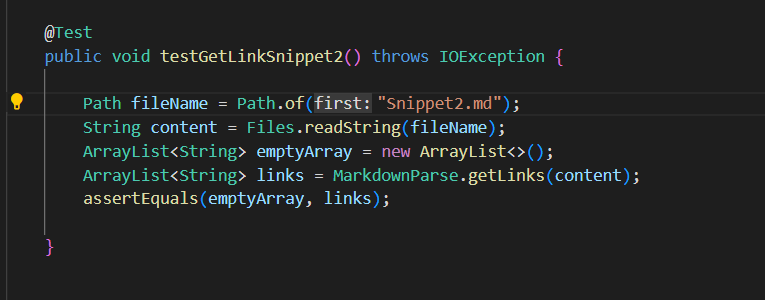 @Test
public void testGetLinkSnippet2() throws IOException {
Path fileName = Path.of(first: "Snippet2.md");
String content = Files.readString(fileName);
ArrayList<String> emptyArray = new ArrayList<>();
ArrayList<String> links = MarkdownParse.getLinks(content);
assertEquals(emptyArray, links);
}